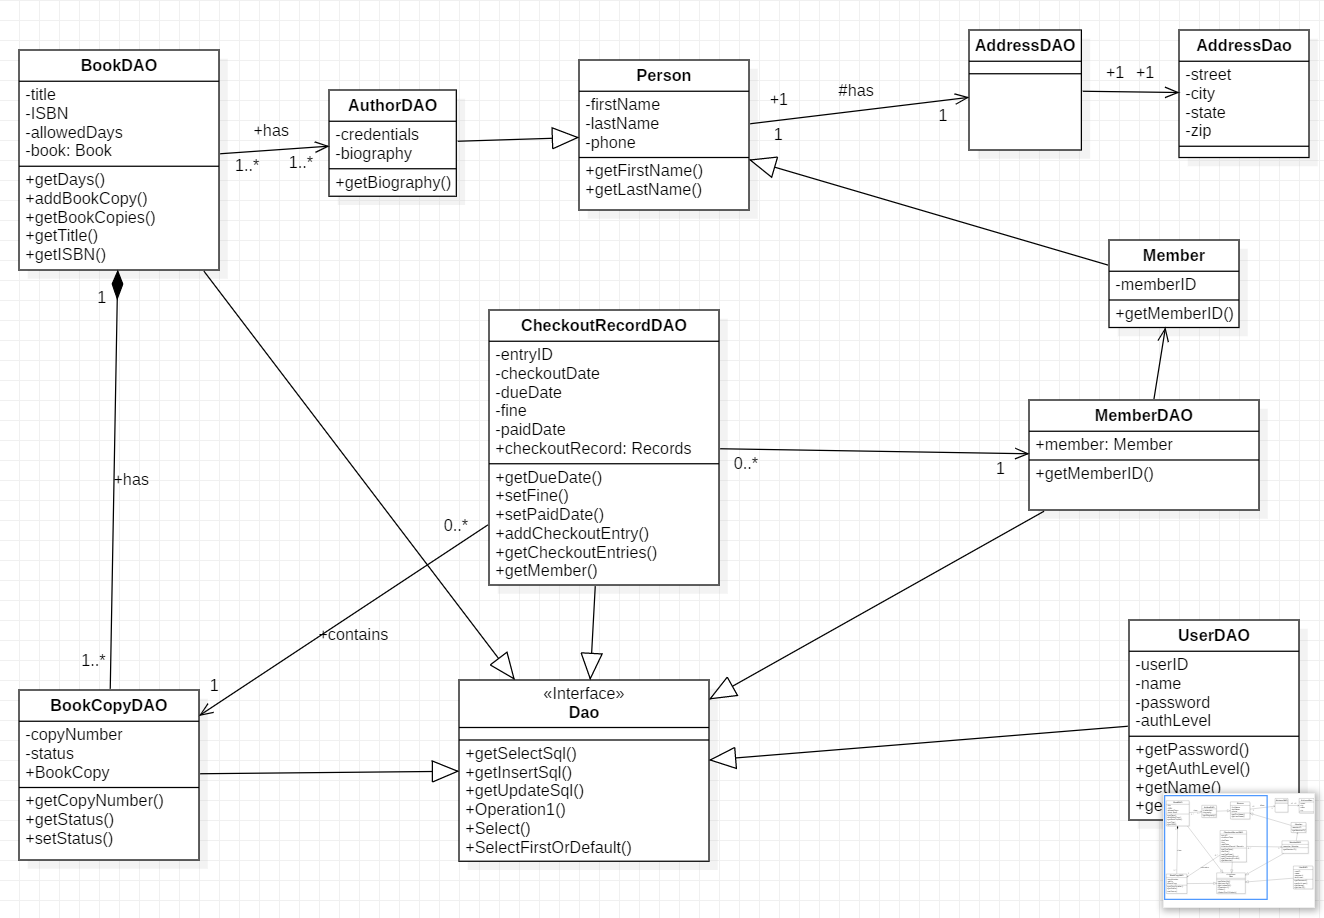 BookDAO
-title
-ISBN
-allowedDays
-book: Book
+getDays()
+addBookCopy()
+getBookCopies()
+getTitle()
+getISBN()
+has
1..*
1..*
AuthorDAO
-credentials
-biography
+getBiography()
Person
-firstName
-lastName
-phone
+getFirstName()
+getLastName()
+1
1
#has
1
AddressDAO
+1
+1
AddressDao
-street
-city
-state
-zip
Member
-memberID
+getMemberID()
1
+has
1..*
CheckoutRecordDAO
-entryID
-checkoutDate
-dueDate
-fine
-paidDate
+checkoutRecord: Records
+getDueDate()
+setFine()
+setPaidDate()
+addCheckoutEntry()
+getCheckoutEntries()
+getMember()
0..*
1
MemberDAO
+member: Member
+getMemberID()
0..*
+contains
1
BookCopyDAO
-copyNumber
-status
+BookCopy
+getCopyNumber()
+getStatus()
+setStatus()
«Interface»
Dao
+getSelectSql()
+getInsertSql()
+getUpdateSql()
+Operation1()
+Select()
+SelectFirstOrDefault()
UserDAO
-userID
-name
-password
-authLevel
+getPassword()
+getAuthLevel()
+getName()